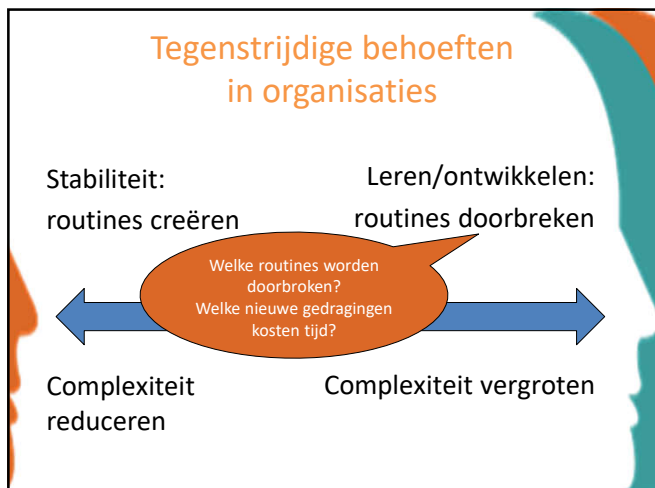 Tegenstrijdige behoeften
in organisaties
Stabiliteit:
routines creëren
Leren/ontwikkelen:
routines doorbreken
Welke routines worden
doorbroken?
Welke nieuwe gedragingen
kosten tijd?
Complexiteit
reduceren
Complexiteit vergroten